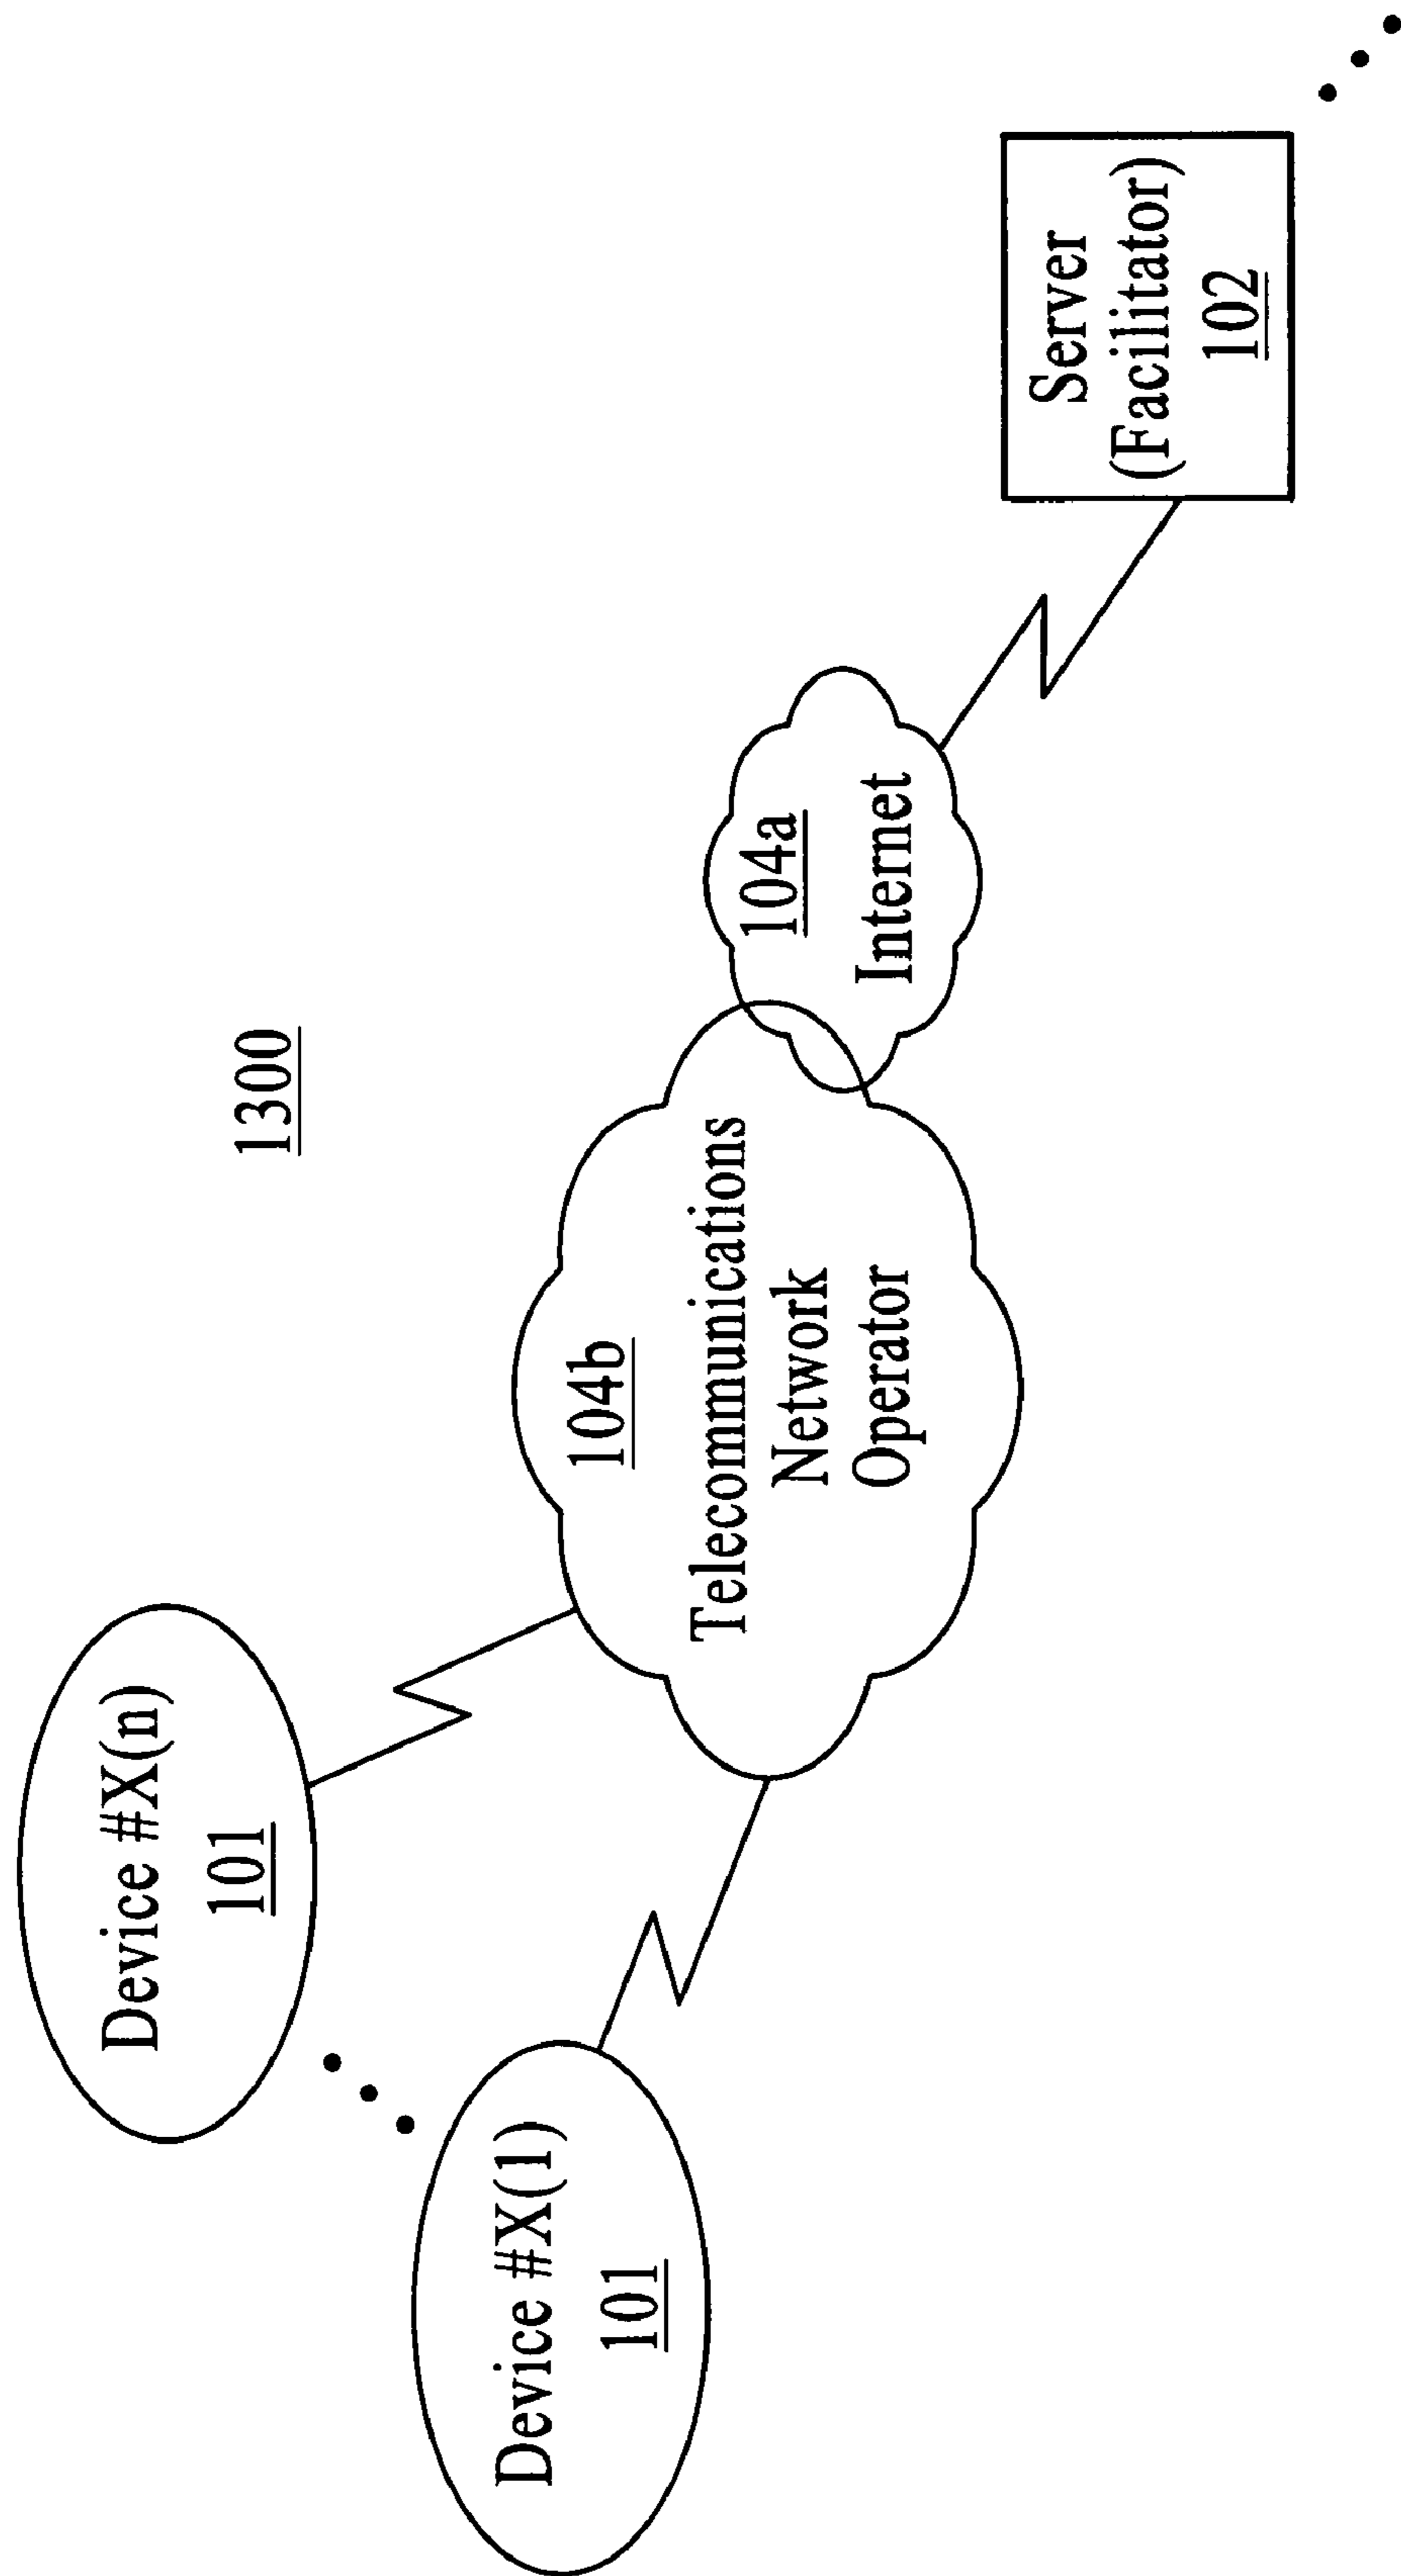 1300
Device #X(n)
101
Device #X(1)
101
104b
Telecommunications
Network
Operator
104a
Internet
Server
(Facilitator)
102